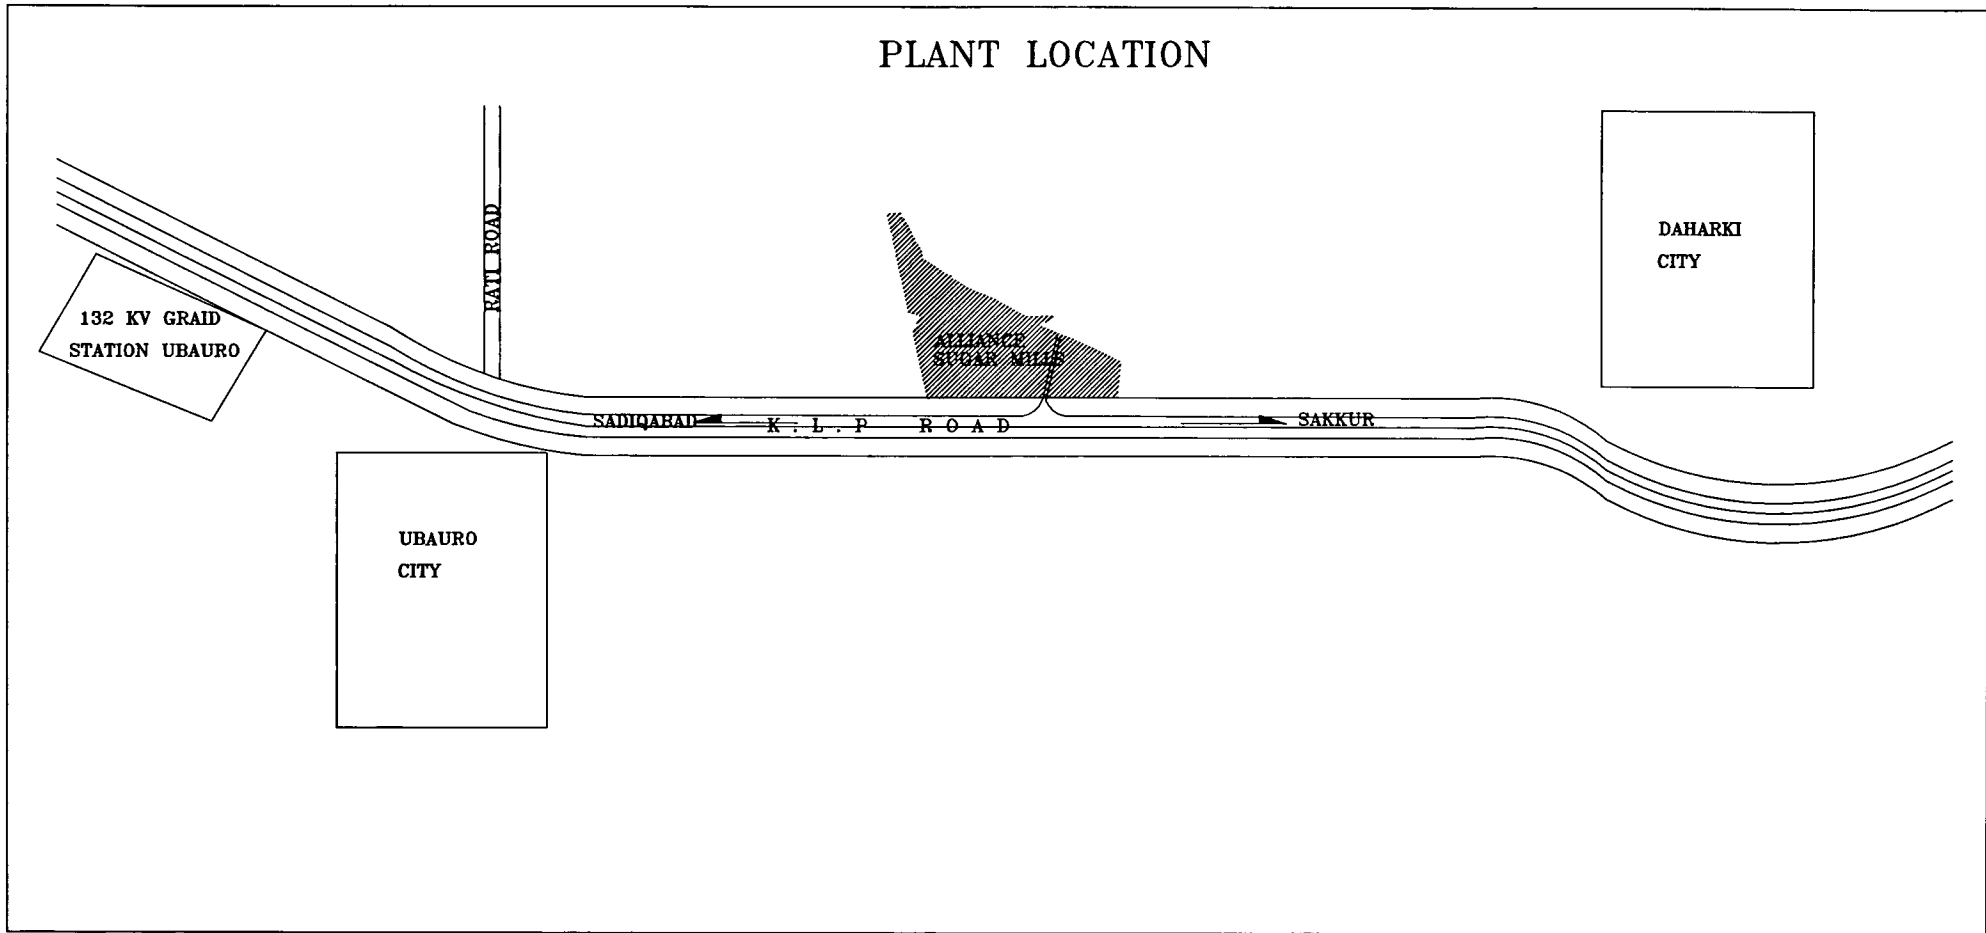 PLANT LOCATION
RATI ROAD
DAHARKI
CITY
132 KV GRAID
STATION UBAURO
ALLIANCE
SUGAR MILLS
SADIQABAD
K.L.P ROAD
SAKKUR
UBAURO
CITY